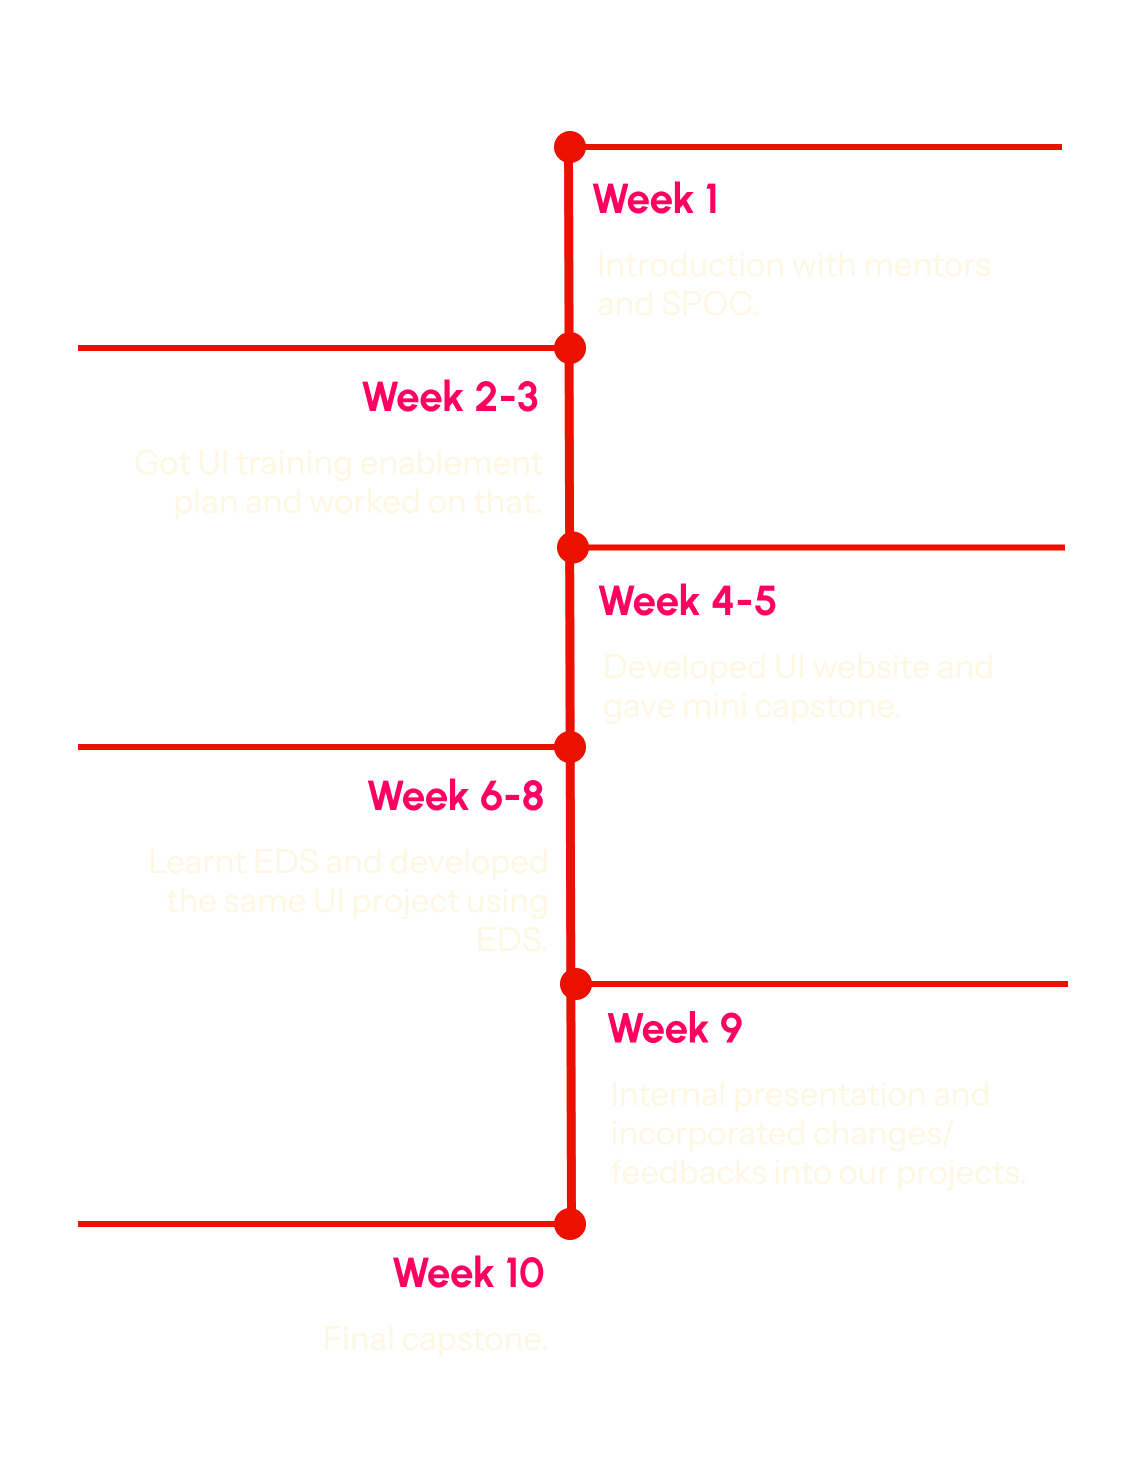 Week 1
Introduction with mentors
and SPOC.
Week 2-3
Got UI training enablement
plan and worked on that.
Week 4-5
Developed UI website and
gave mini capstone.
Week 6-8
Learnt EDS and developed
the same UI project using
EDS.
Week 9
Internal presentation and
incorporated changes/
feedbacks into our projects.
Week 10
Final capstone.